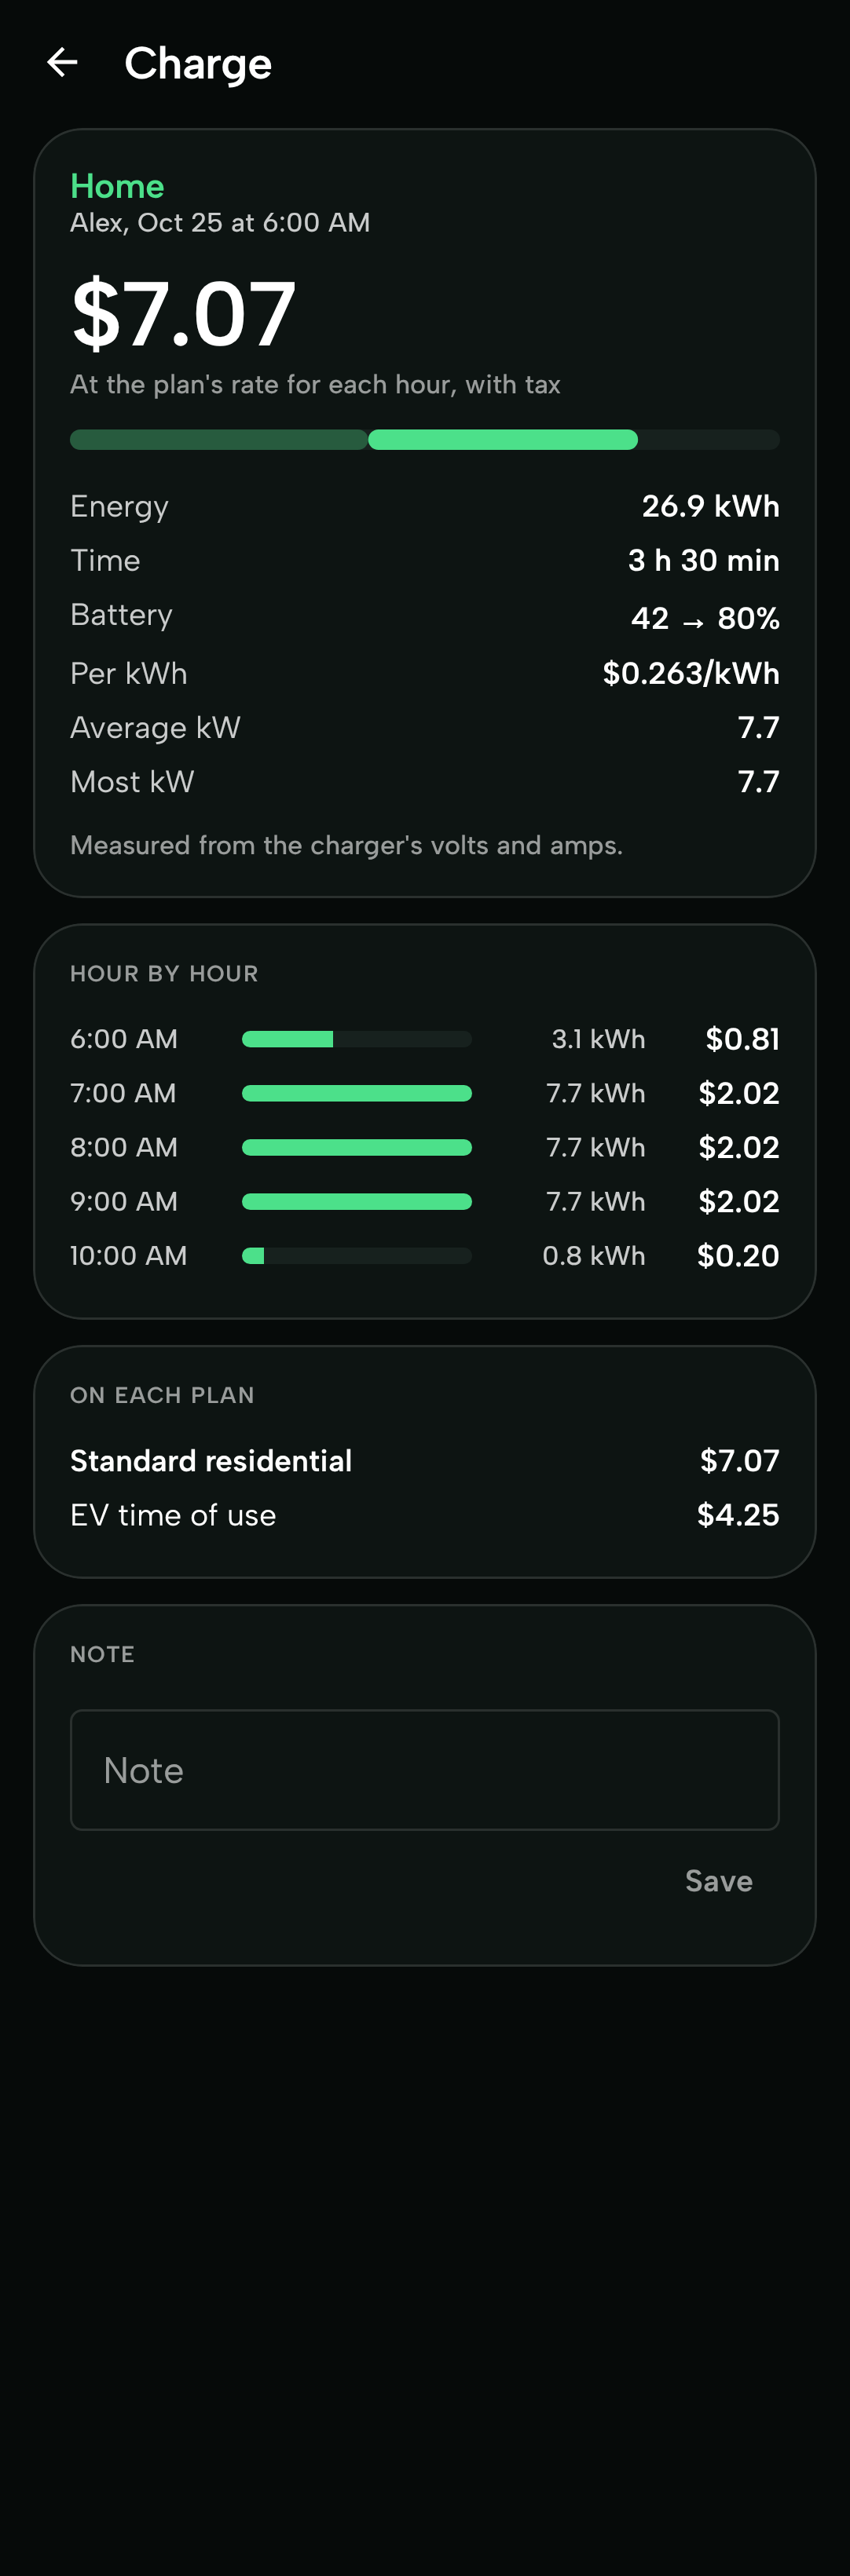 Charge
Home
Alex, Oct 25 at 6:00 AM
$7.07
At the plan's rate for each hour, with tax
Energy 26.9 kWh
Time 3 h 30 min
Battery 42 → 80%
Per kWh $0.263/kWh
Average kW 7.7
Most kW 7.7
Measured from the charger's volts and amps.
HOUR BY HOUR
6:00 AM 3.1 kWh $0.81
7:00 AM 7.7 kWh $2.02
8:00 AM 7.7 kWh $2.02
9:00 AM 7.7 kWh $2.02
10:00 AM 0.8 kWh $0.20
ON EACH PLAN
Standard residential $7.07
EV time of use $4.25
NOTE
Note
Save